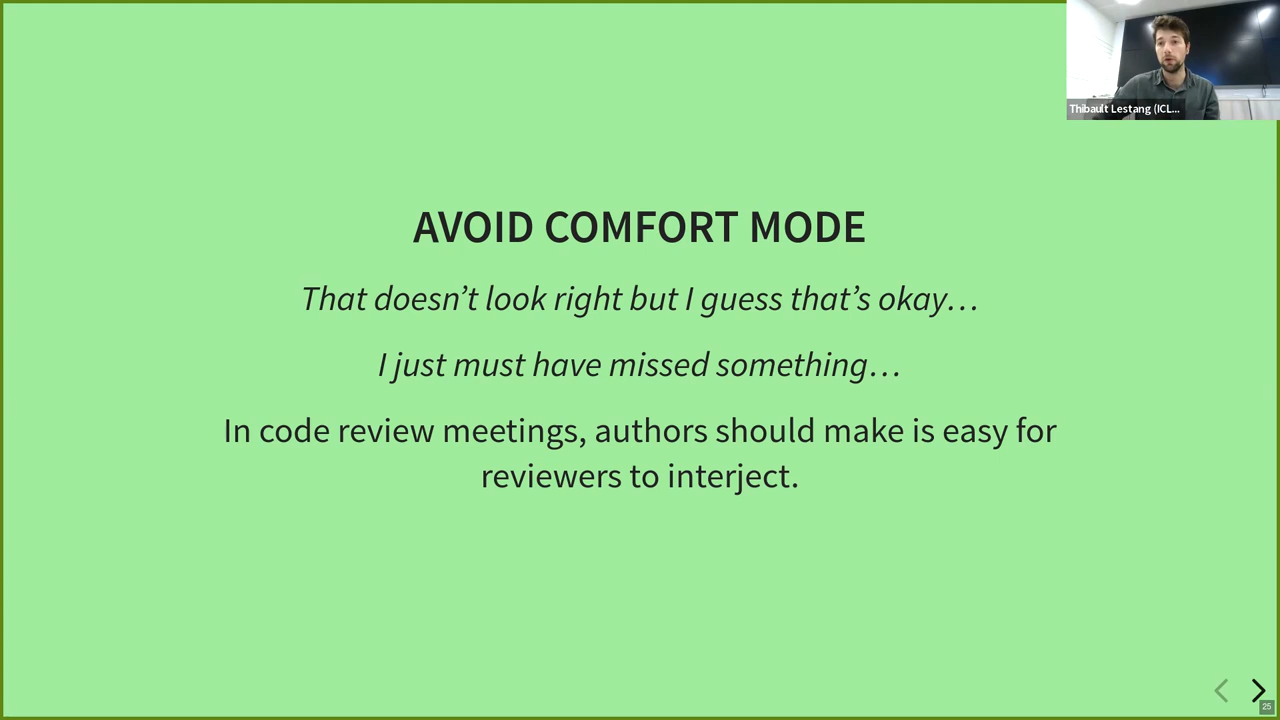 Thibault Lestang (ICL...
AVOID COMFORT MODE
That doesn’t look right but I guess that’s okay…
I just must have missed something…
In code review meetings, authors should make is easy for
reviewers to interject.
25